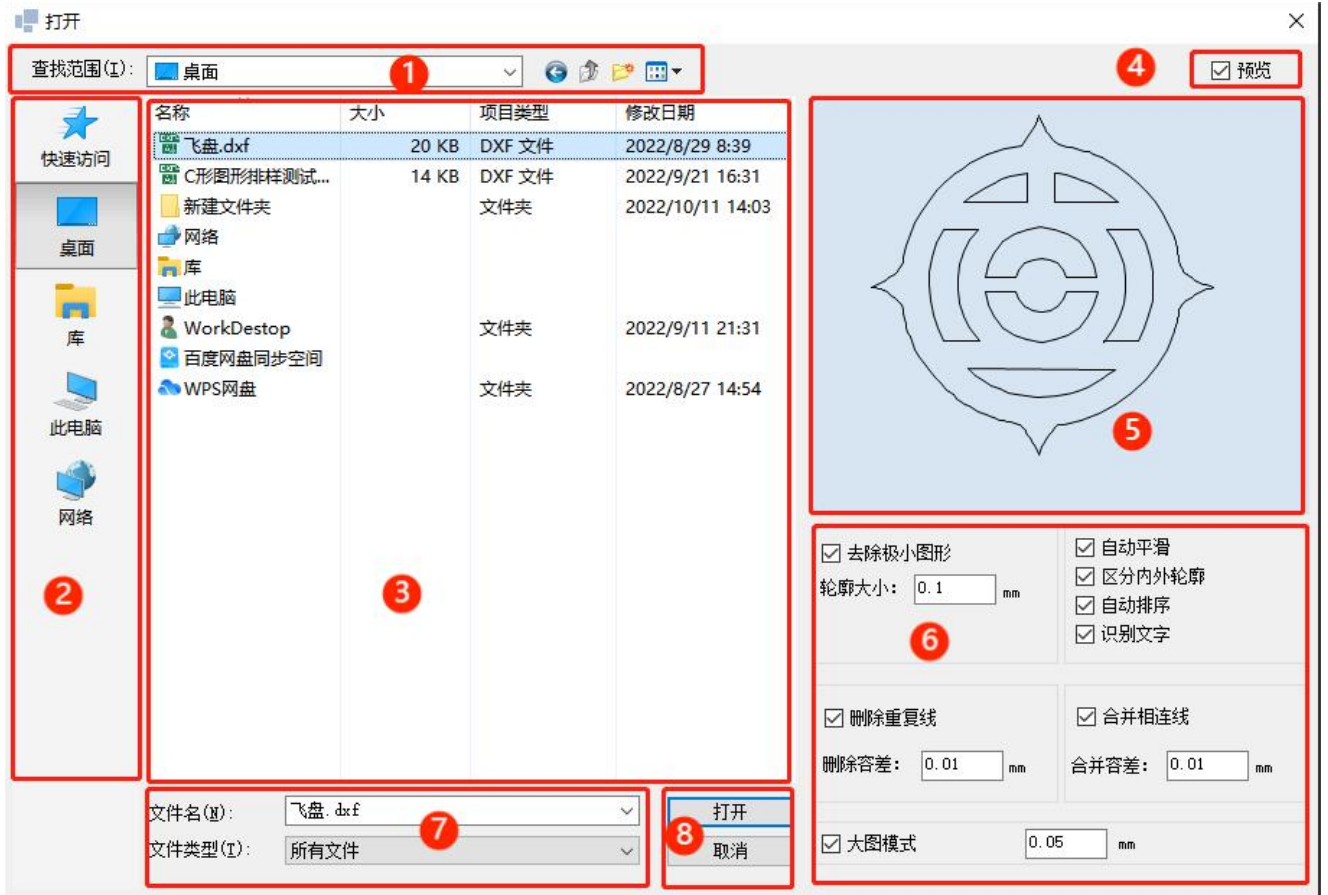 打开
查找范围(I): 桌面
1
4
预览
快速访问
桌面
库
此电脑
网络
2
名称 大小 项目类型 修改日期
飞盘.dxf 20 KB DXF 文件 2022/8/29 8:39
C形图形排样测试... 14 KB DXF 文件 2022/9/21 16:31
新建文件夹 文件夹 2022/10/11 14:03
网络
库
此电脑
WorkDestop 文件夹 2022/9/11 21:31
百度网盘同步空间
WPS网盘 文件夹 2022/8/27 14:54
3
5
去除极小图形
轮廓大小: 0.1 mm
6
自动平滑
区分内外轮廓
自动排序
识别文字
删除重复线
删除容差: 0.01 mm
合并相连线
合并容差: 0.01 mm
大图模式 0.05 mm
文件名(N): 飞盘.dxf
文件类型(T): 所有文件
7
打开
取消
8